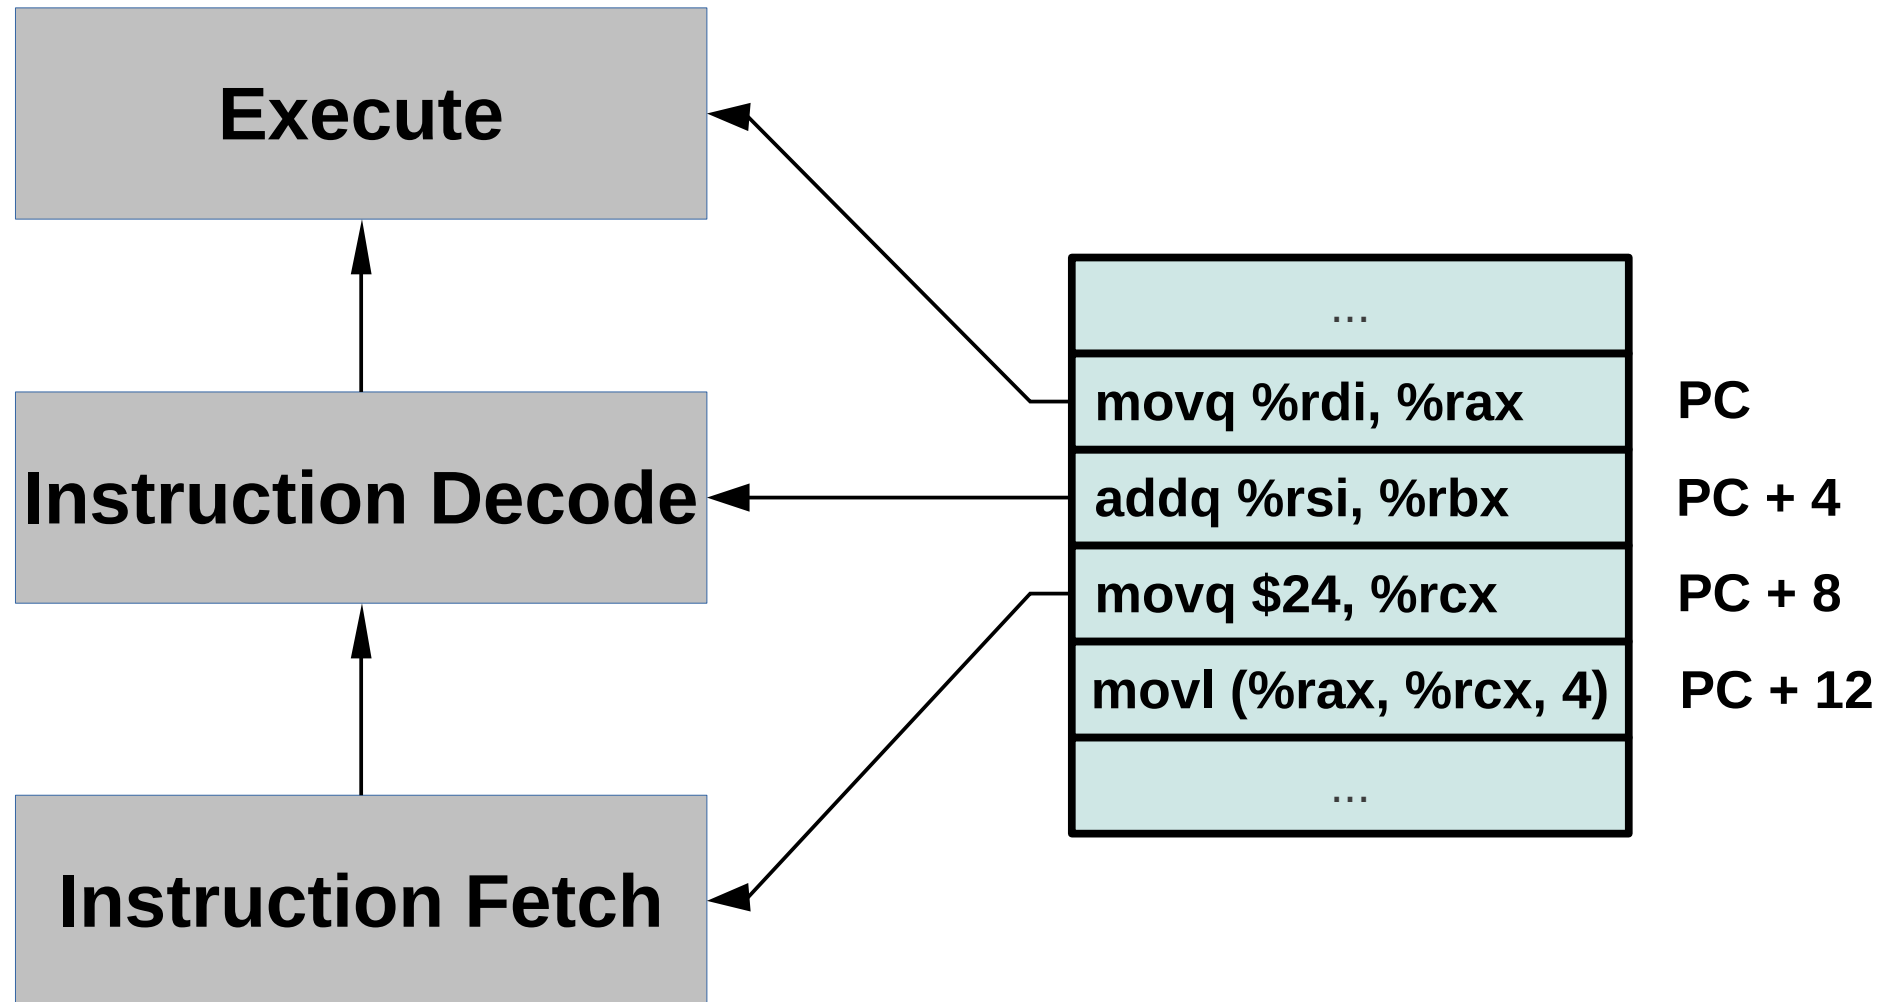 Execute
Instruction Decode
Instruction Fetch
...
movq %rdi, %rax PC
addq %rsi, %rbx PC + 4
movq $24, %rcx PC + 8
movl (%rax, %rcx, 4) PC + 12
...